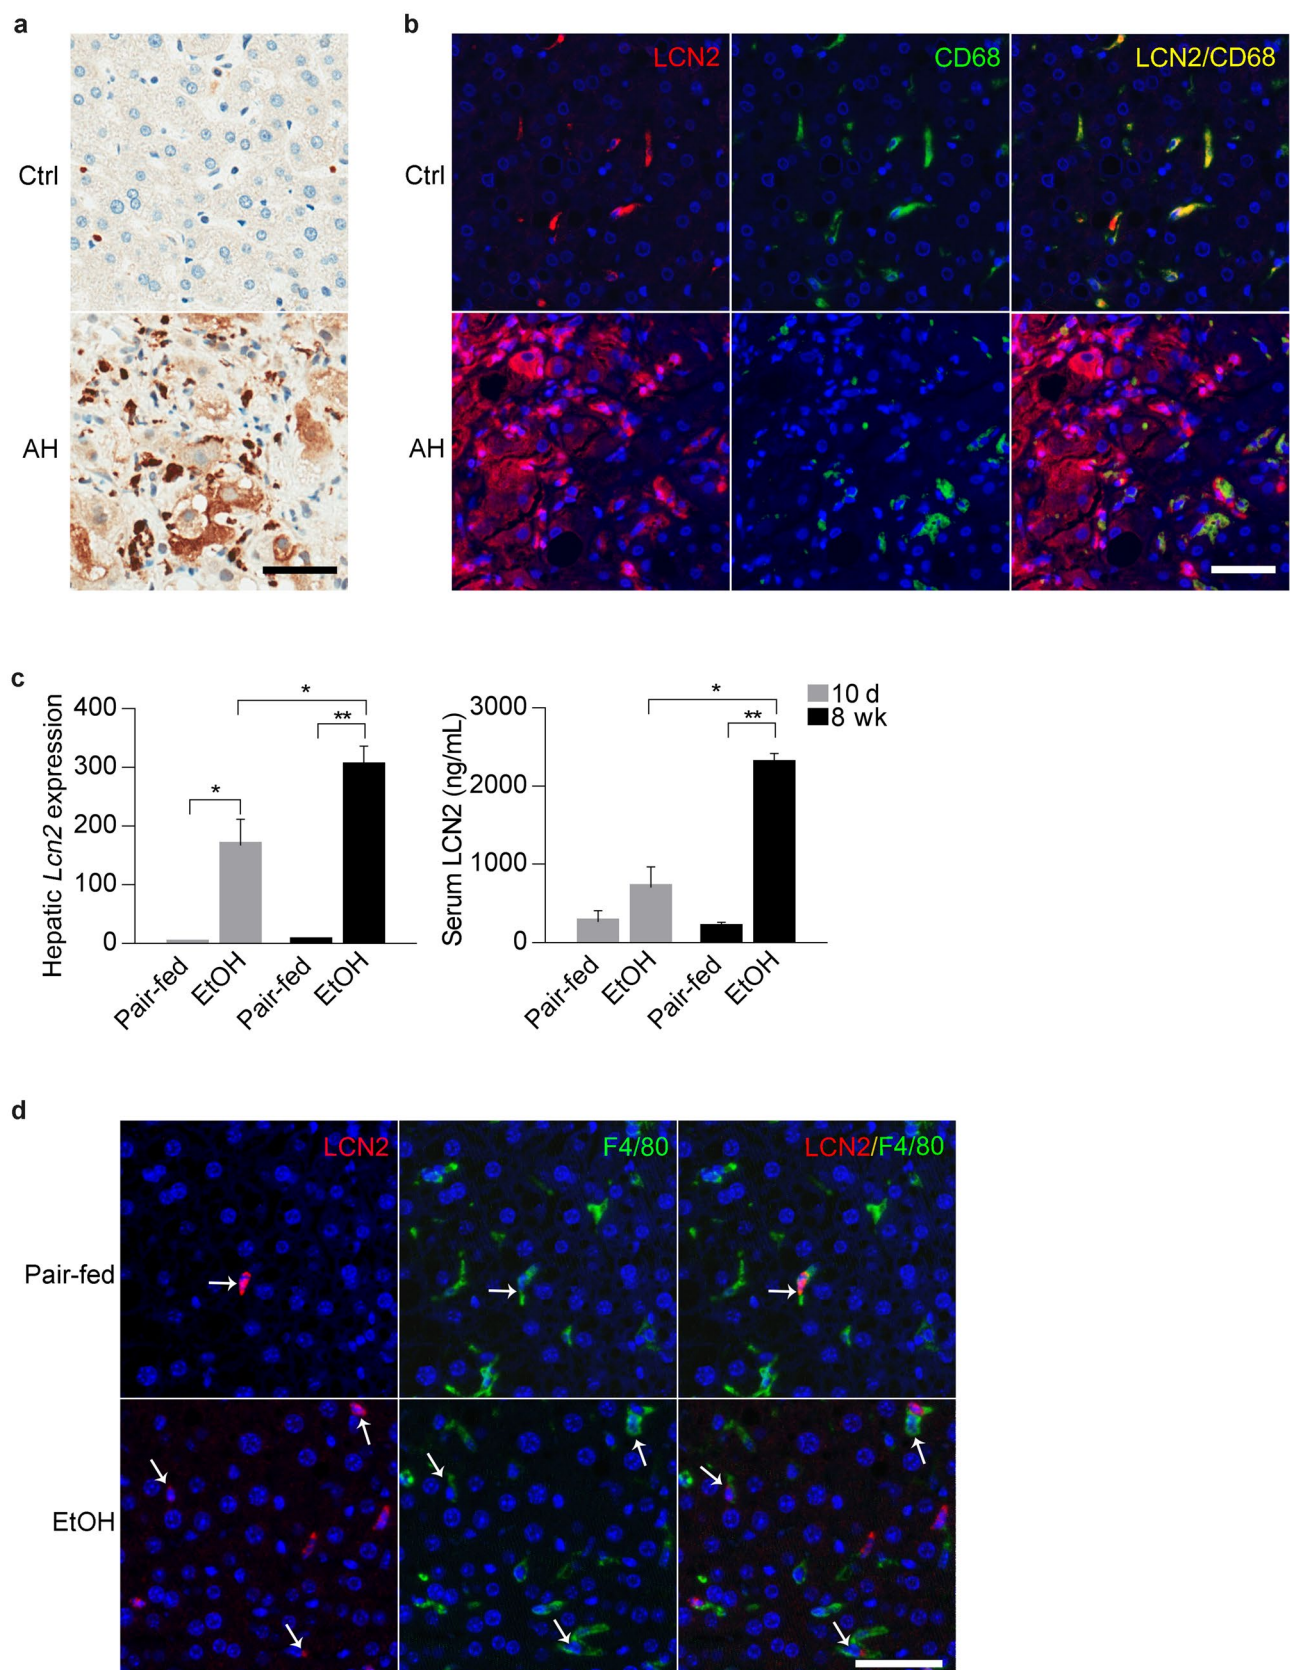 a
Ctrl
AH
b
LCN2
CD68
LCN2/CD68
Ctrl
AH
c
Hepatic Lcn2 expression
400
300
200
100
0
*
*
**
Pair-fed
EtOH
Pair-fed
EtOH
Serum LCN2 (ng/mL)
3000
2000
1000
0
*
**
Pair-fed
EtOH
Pair-fed
EtOH
10 d
8 wk
d
LCN2
F4/80
LCN2/F4/80
Pair-fed
EtOH